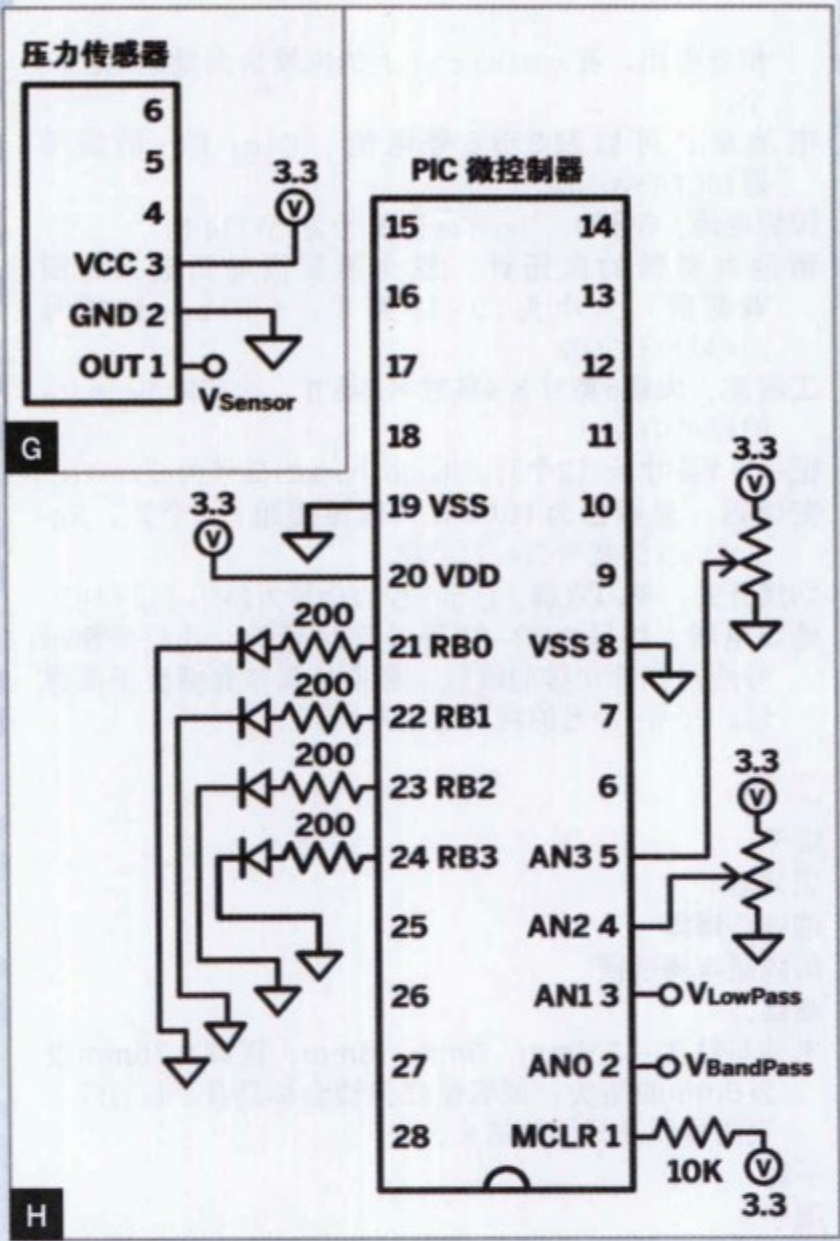 压力传感器
6
5
4
3.3
V
VCC 3
GND 2
OUT 1
VSensor
G
PIC 微控制器
15 14
16 13
17 12
18 11
3.3
V
19 VSS 10
3.3
V
20 VDD 9
200
21 RB0 VSS 8
200
22 RB1 7
200
23 RB2 6
3.3
V
200
24 RB3 AN3 5
25 AN2 4
26 AN1 3 VLowPass
27 AN0 2 VBandPass
28 MCLR 1
10K
V
3.3
H